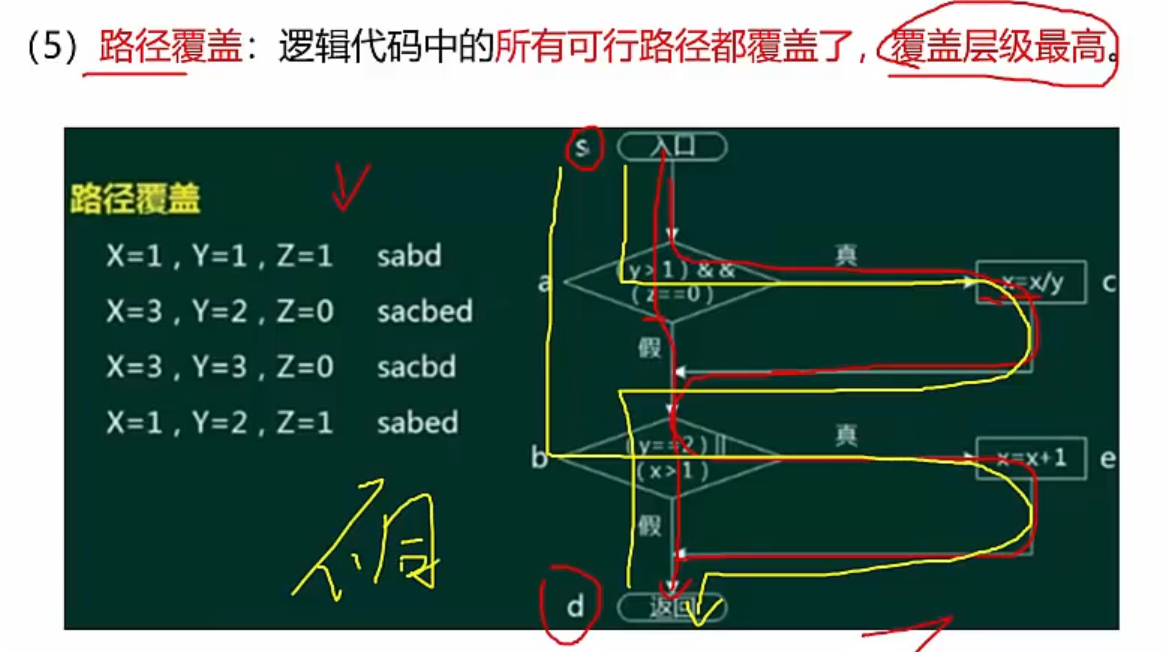 (5) 路径覆盖：逻辑代码中的所有可行路径都覆盖了，覆盖层级最高。
路径覆盖
X=1，Y=1，Z=1 sabd
X=3，Y=2，Z=0 sacbed
X=3，Y=3，Z=0 sacbd
X=1，Y=2，Z=1 sabed
s 入口
a
(y>1) &&
(z==0)
真
x=x/y c
假
b
(y==2) ||
(x>1)
真
x=x+1 e
假
d 返回